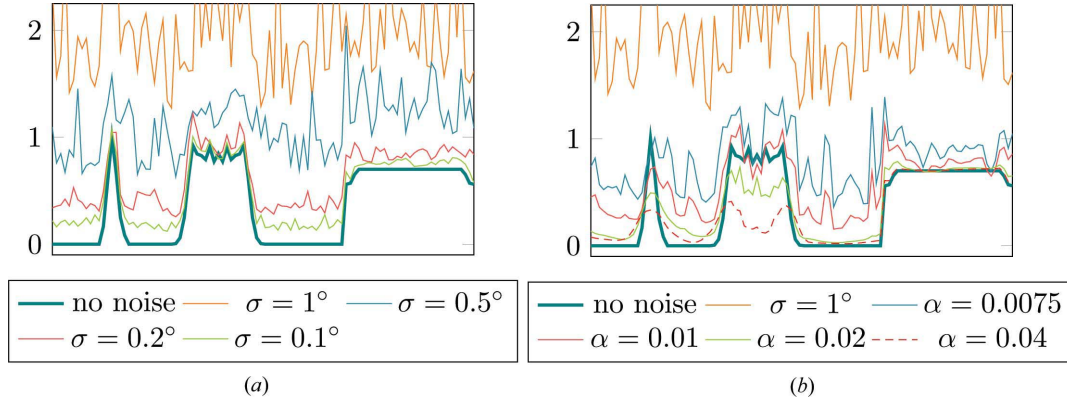 2
1
0
no noise σ = 1° σ = 0.5°
σ = 0.2° σ = 0.1°
(a)
2
1
0
no noise σ = 1° α = 0.0075
α = 0.01 α = 0.02 α = 0.04
(b)